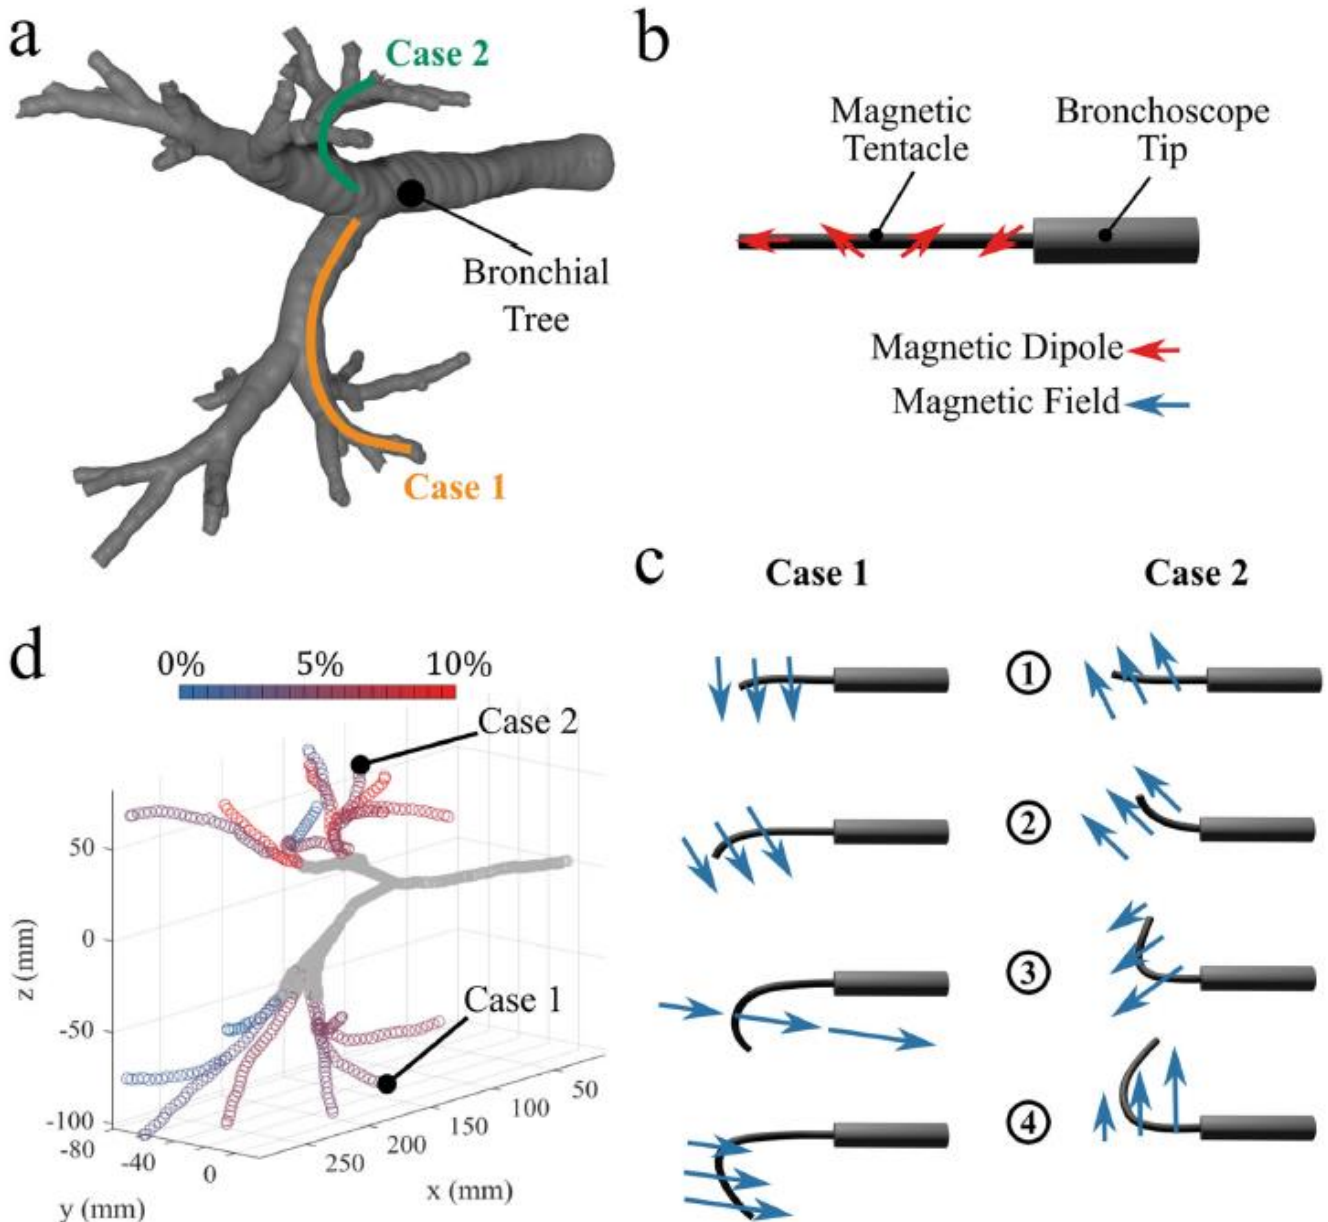 a
Case 2
Bronchial
Tree
Case 1
b
Magnetic
Tentacle
Bronchoscope
Tip
Magnetic Dipole
Magnetic Field
c
Case 1
Case 2
1
2
3
4
d
0% 5% 10%
Case 2
Case 1
50
0
-50
-100
z (mm)
-80
-40
0
y (mm)
250
200
150
100
50
x (mm)